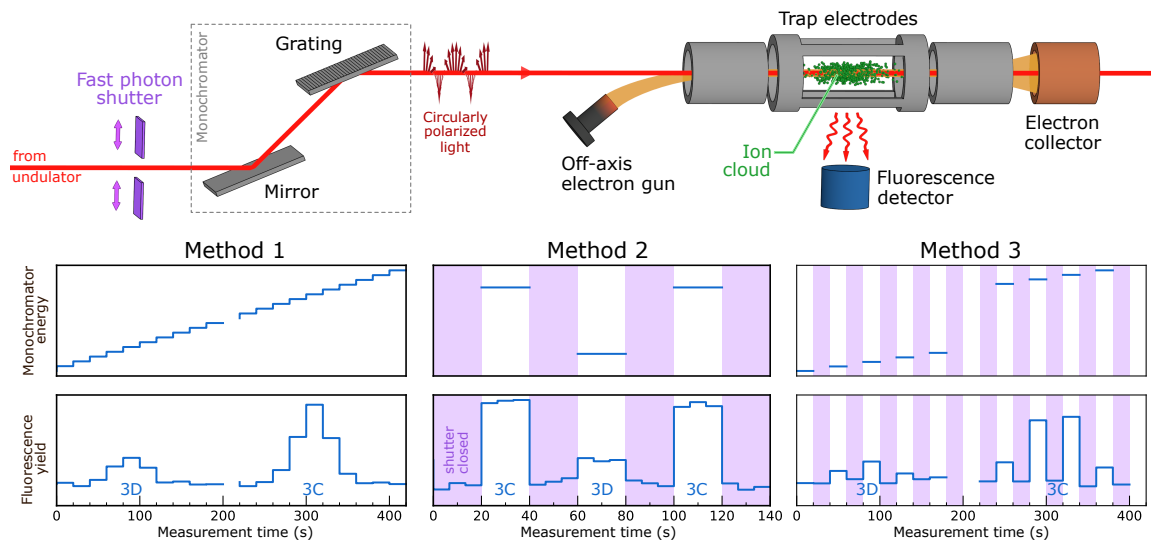 Grating
Trap electrodes
Monochromator
Fast photon
shutter
Circularly
polarized
light
from
undulator
Mirror
Off-axis
electron gun
Ion
cloud
Fluorescence
detector
Electron
collector
Method 1
Method 2
Method 3
Monochromator
energy
Fluorescence
yield
3D
3C
0
100
200
300
400
Measurement time (s)
shutter
closed
3C
3D
3C
0
20
40
60
80
100
120
140
Measurement time (s)
3D
3C
0
100
200
300
400
Measurement time (s)